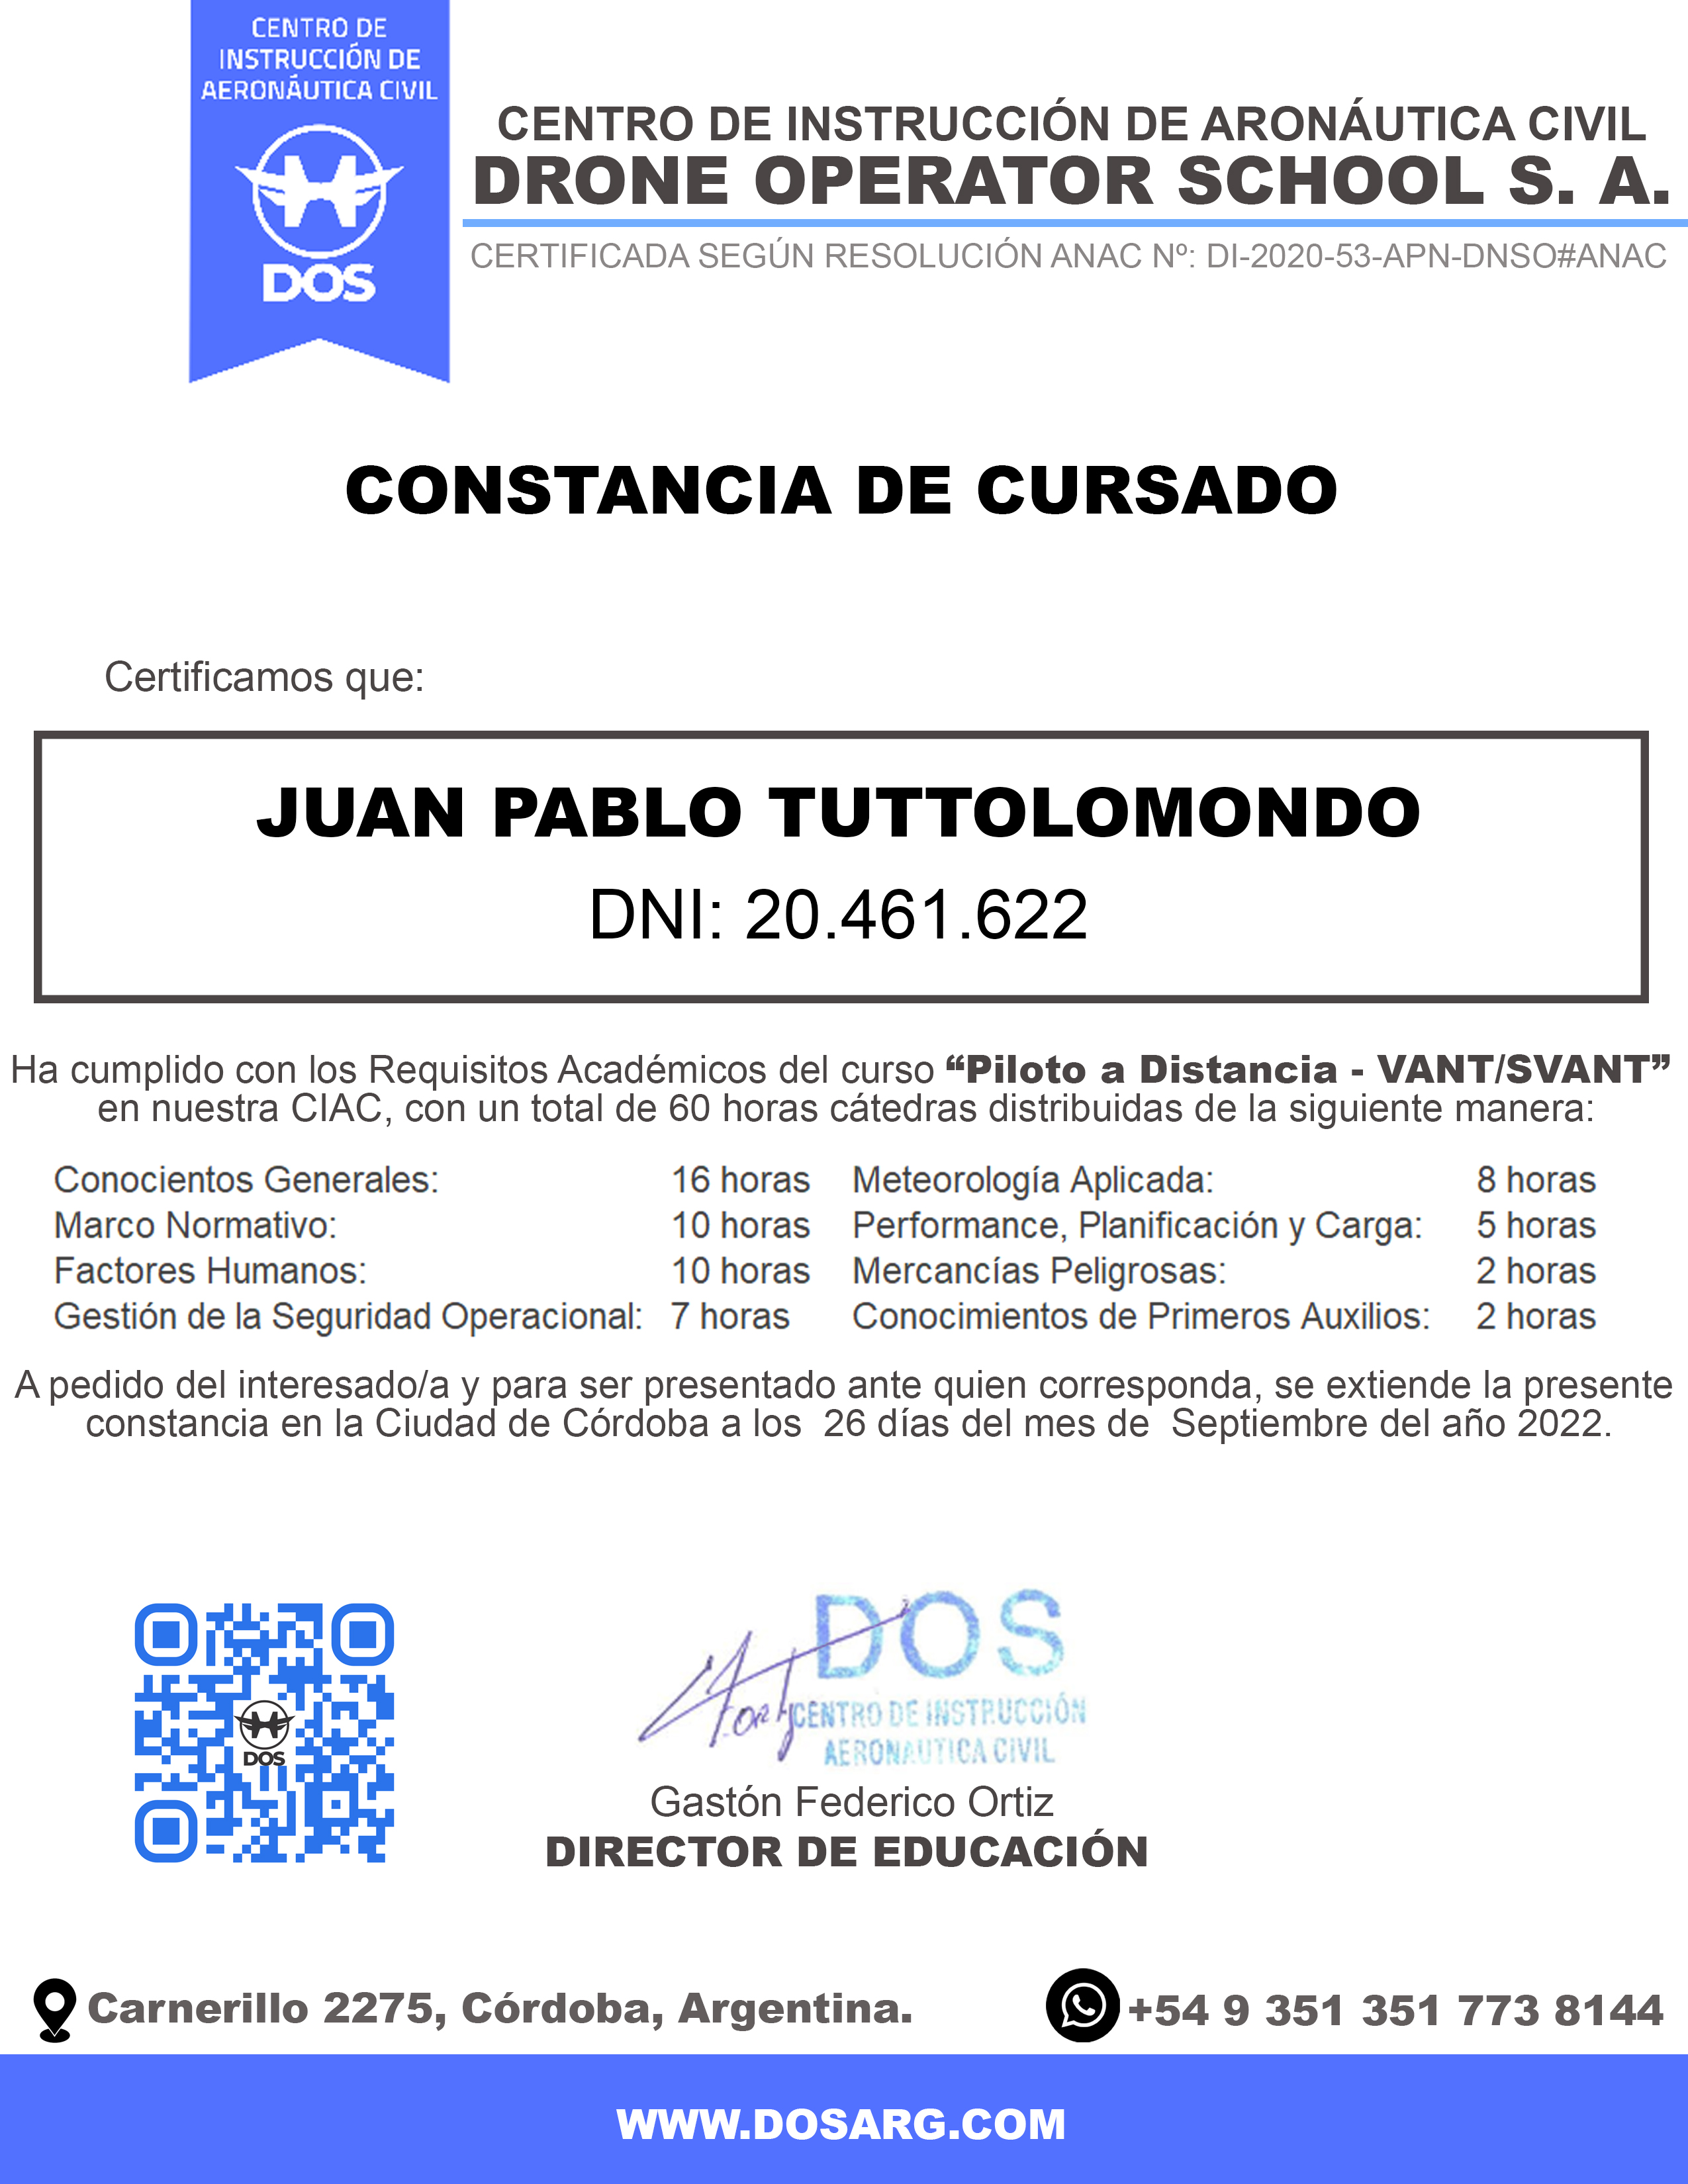 CENTRO DE
INSTRUCCIÓN DE
AERONÁUTICA CIVIL
DOS
CENTRO DE INSTRUCCIÓN DE ARONÁUTICA CIVIL
DRONE OPERATOR SCHOOL S. A.
CERTIFICADA SEGÚN RESOLUCIÓN ANAC Nº: DI-2020-53-APN-DNSO#ANAC
CONSTANCIA DE CURSADO
Certificamos que:
JUAN PABLO TUTTOLOMONDO
DNI: 20.461.622
Ha cumplido con los Requisitos Académicos del curso “Piloto a Distancia - VANT/SVANT”
en nuestra CIAC, con un total de 60 horas cátedras distribuidas de la siguiente manera:
Conocientos Generales: 16 horas Meteorología Aplicada: 8 horas
Marco Normativo: 10 horas Performance, Planificación y Carga: 5 horas
Factores Humanos: 10 horas Mercancías Peligrosas: 2 horas
Gestión de la Seguridad Operacional: 7 horas Conocimientos de Primeros Auxilios: 2 horas
A pedido del interesado/a y para ser presentado ante quien corresponda, se extiende la presente
constancia en la Ciudad de Córdoba a los 26 días del mes de Septiembre del año 2022.
DOS
DOS
CENTRO DE INSTRUCCIÓN
AERONAUTICA CIVIL
Gastón Federico Ortiz
DIRECTOR DE EDUCACIÓN
Carnerillo 2275, Córdoba, Argentina.
+54 9 351 351 773 8144
WWW.DOSARG.COM